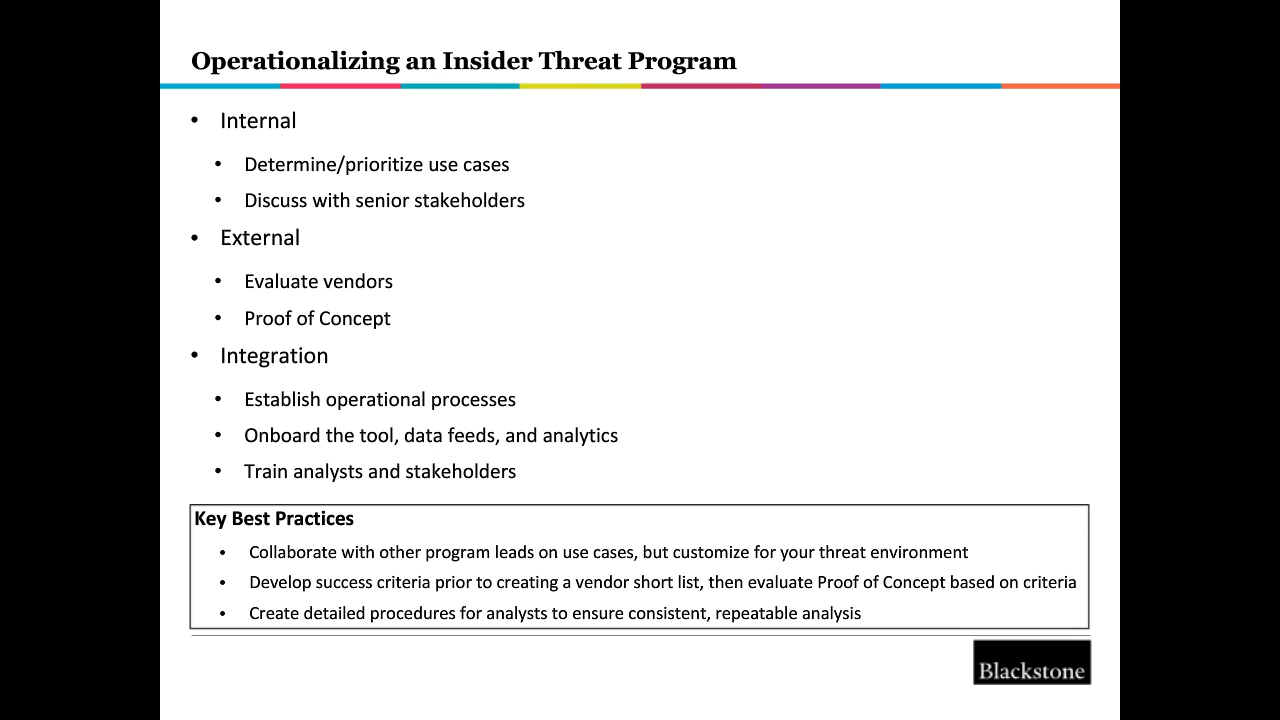 Operationalizing an Insider Threat Program
• Internal
• Determine/prioritize use cases
• Discuss with senior stakeholders
• External
• Evaluate vendors
• Proof of Concept
• Integration
• Establish operational processes
• Onboard the tool, data feeds, and analytics
• Train analysts and stakeholders
Key Best Practices
• Collaborate with other program leads on use cases, but customize for your threat environment
• Develop success criteria prior to creating a vendor short list, then evaluate Proof of Concept based on criteria
• Create detailed procedures for analysts to ensure consistent, repeatable analysis
Blackstone